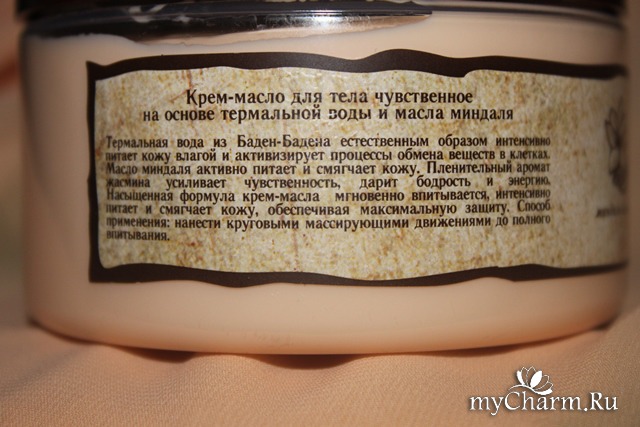 Крем-масло для тела чувственное
на основе термальной воды и масла миндаля
Термальная вода из Баден-Бадена естественным образом интенсивно
питает кожу влагой и активизирует процессы обмена веществ в клетках.
Масло миндаля активно питает и смягчает кожу. Пленительный аромат
жасмина усиливает чувственность, дарит бодрость и энергию.
Насыщенная формула крем-масла мгновенно впитывается, интенсивно
питает и смягчает кожу, обеспечивая максимальную защиту. Способ
применения: нанести круговыми массирующими движениями до полного
впитывания.
myCharm.Ru